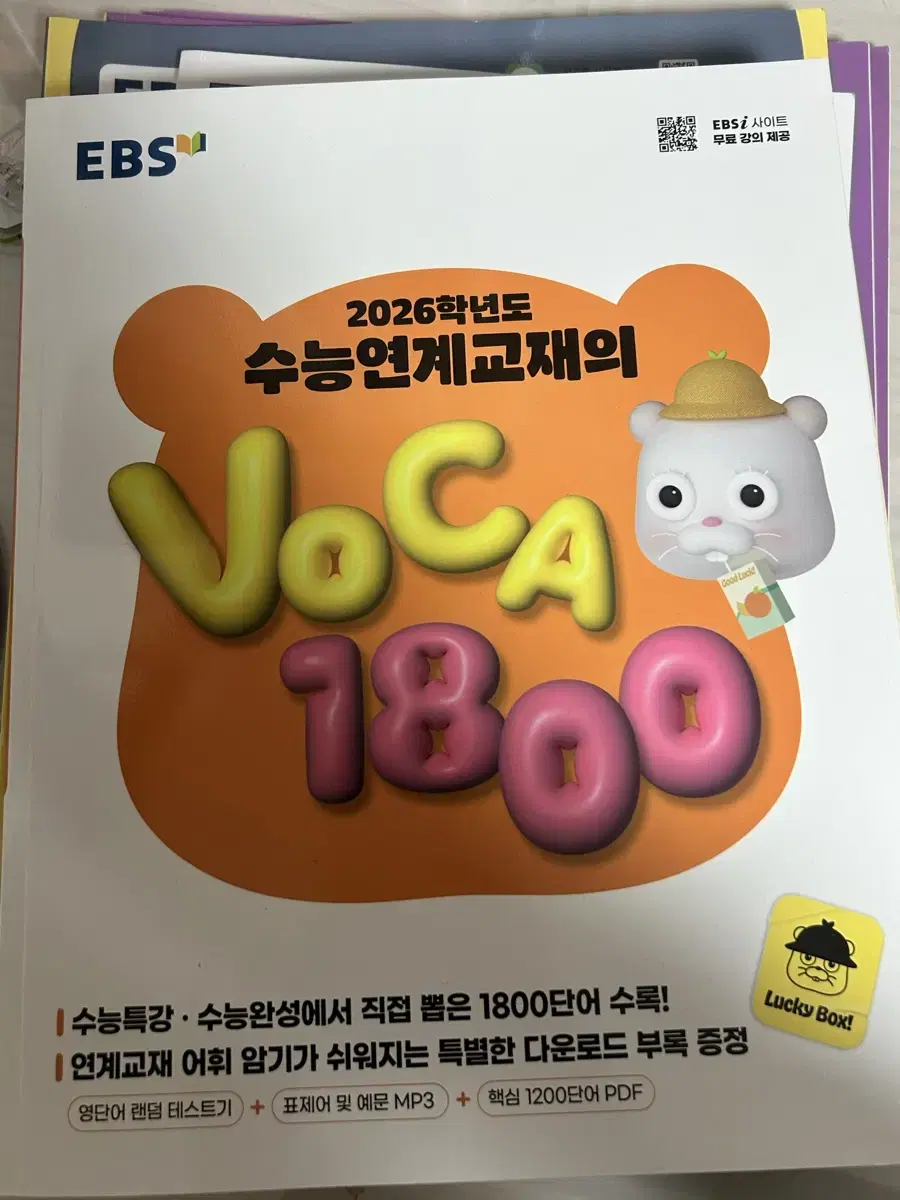 EBS
EBSi 사이트
무료 강의 제공
2026학년도
수능연계교재의
VOCA
1800
Good Luck!
Lucky Box!
수능특강·수능완성에서 직접 뽑은 1800단어 수록!
연계교재 어휘 암기가 쉬워지는 특별한 다운로드 부록 증정
영단어 랜덤 테스트기 + 표제어 및 예문 MP3 + 핵심 1200단어 PDF